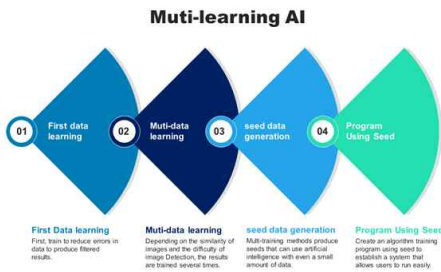 Muti-learning AI
01
First data
learning
02
Muti-data
learning
03
seed data
generation
04
Program
Using Seed
First Data learning
First, train to reduce errors in
data to produce filtered
results.
Muti-data learning
Depending on the similarity of
images and the difficulty of
image Detection, the results
are trained several times.
seed data generation
Multi-training methods produce
seeds that can use artificial
intelligence with even a small
amount of data.
Program Using Seed
Create an algorithm training
program using seed to
establish a system that
allows users to run easily.